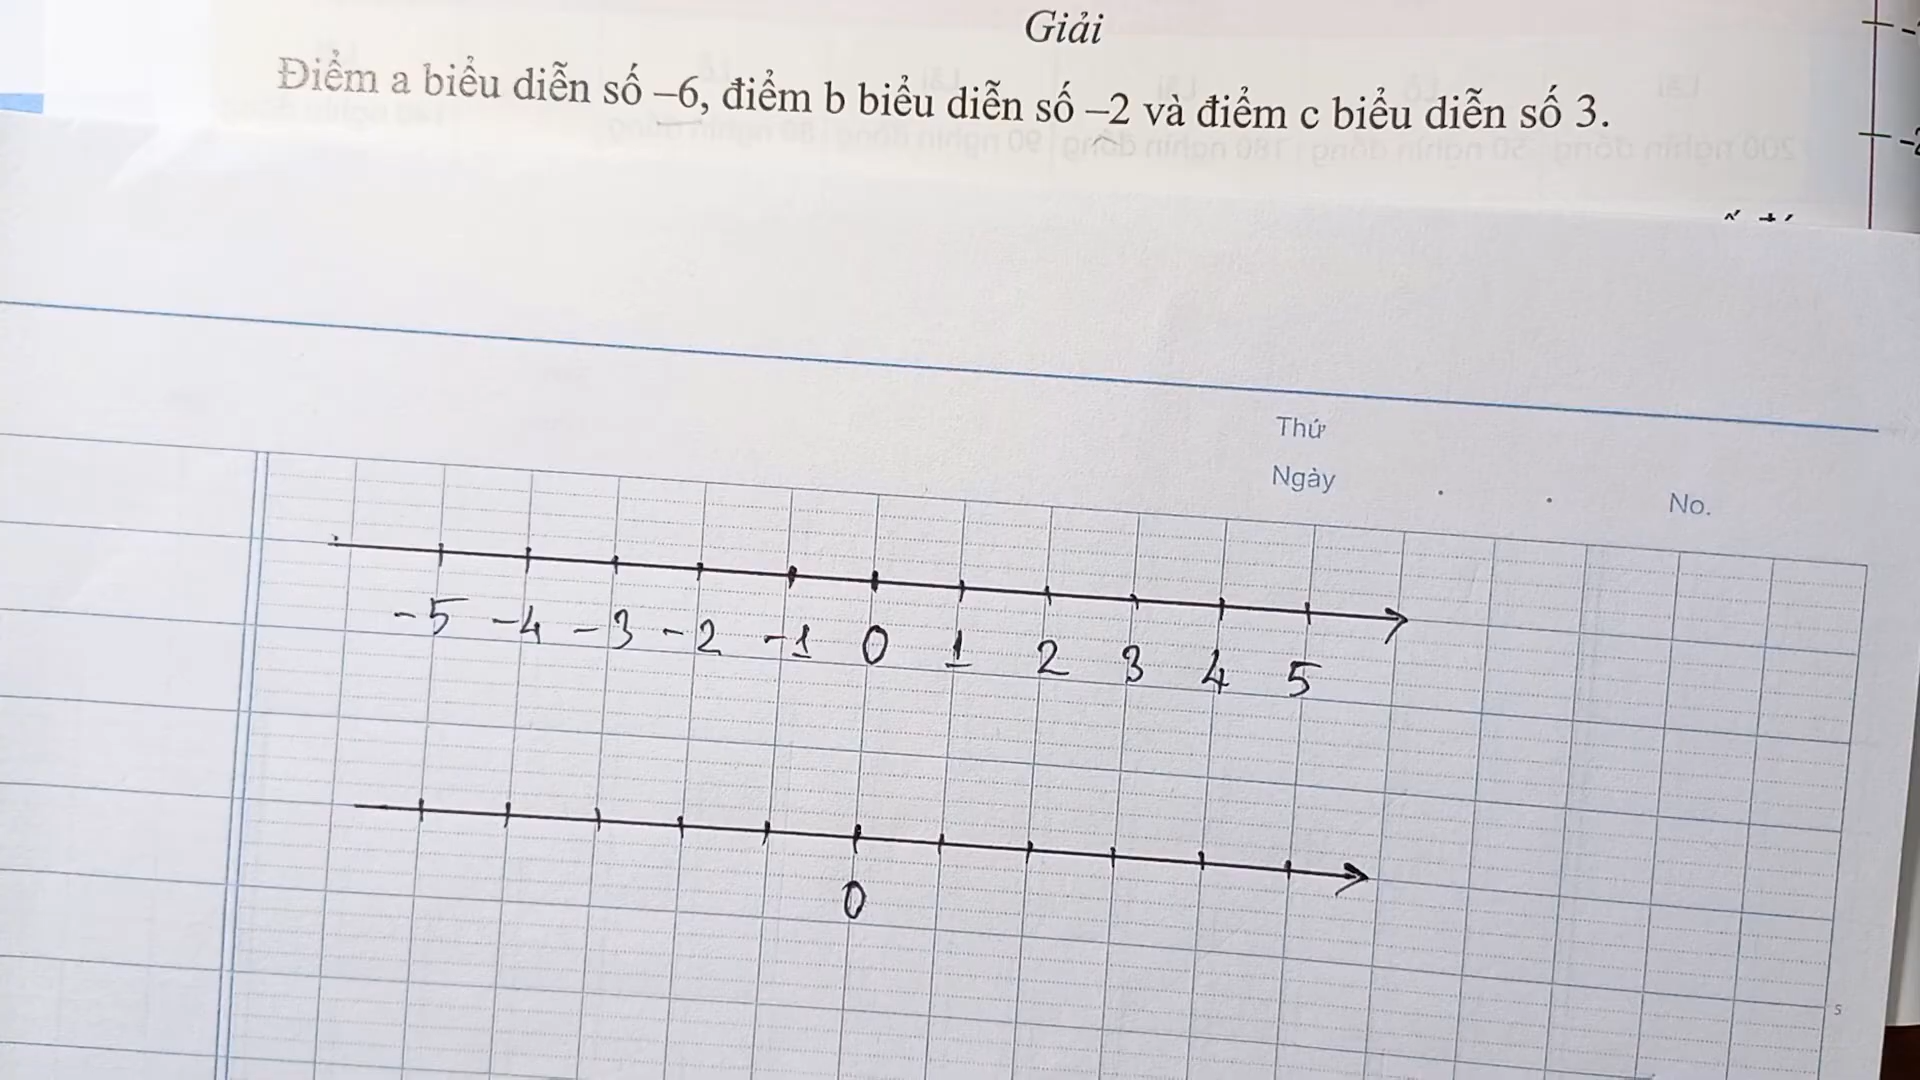 Giải
Điểm a biểu diễn số –6, điểm b biểu diễn số –2 và điểm c biểu diễn số 3.
Thứ
Ngày
No.
-5 -4 -3 -2 -1 0 1 2 3 4 5
0
5